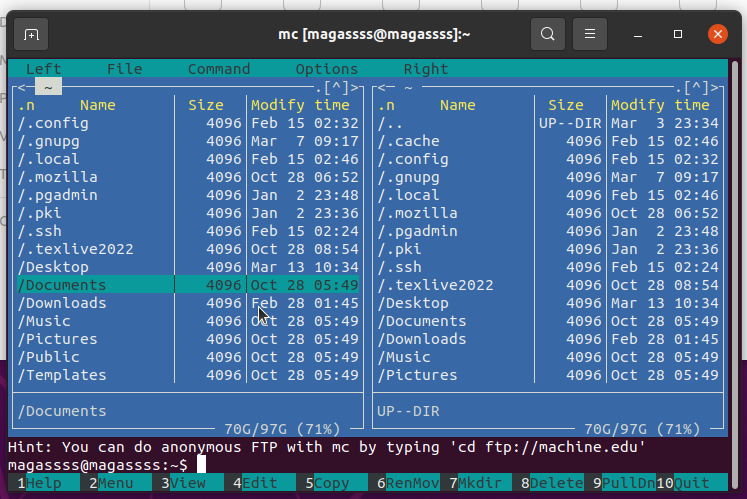 mc [magassss@magassss]:~
Left File Command Options Right
<─ ~ .[^]> <─ ~ .[^]>
.n Name Size Modify time .n Name Size Modify time
/.config 4096 Feb 15 02:32 /.. UP--DIR Mar 3 23:34
/.gnupg 4096 Mar 7 09:17 /.cache 4096 Feb 15 02:46
/.local 4096 Feb 15 02:46 /.config 4096 Feb 15 02:32
/.mozilla 4096 Oct 28 06:52 /.gnupg 4096 Mar 7 09:17
/.pgadmin 4096 Jan 2 23:48 /.local 4096 Feb 15 02:46
/.pki 4096 Jan 2 23:36 /.mozilla 4096 Oct 28 06:52
/.ssh 4096 Feb 15 02:24 /.pgadmin 4096 Jan 2 23:48
/.texlive2022 4096 Oct 28 08:54 /.pki 4096 Jan 2 23:36
/Desktop 4096 Mar 13 10:34 /.ssh 4096 Feb 15 02:24
/Documents 4096 Oct 28 05:49 /.texlive2022 4096 Oct 28 08:54
/Downloads 4096 Feb 28 01:45 /Desktop 4096 Mar 13 10:34
/Music 4096 Oct 28 05:49 /Documents 4096 Oct 28 05:49
/Pictures 4096 Oct 28 05:49 /Downloads 4096 Feb 28 01:45
/Public 4096 Oct 28 05:49 /Music 4096 Oct 28 05:49
/Templates 4096 Oct 28 05:49 /Pictures 4096 Oct 28 05:49
/Documents UP--DIR
70G/97G (71%) 70G/97G (71%)
Hint: You can do anonymous FTP with mc by typing 'cd ftp://machine.edu'
magassss@magassss:~$
1Help 2Menu 3View 4Edit 5Copy 6RenMov 7Mkdir 8Delete 9PullDn 10Quit